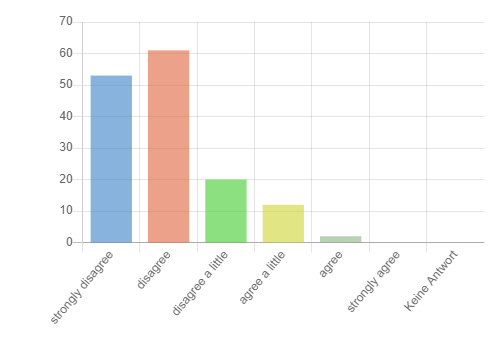 70
60
50
40
30
20
10
0
strongly disagree
disagree
disagree a little
agree a little
agree
strongly agree
Keine Antwort